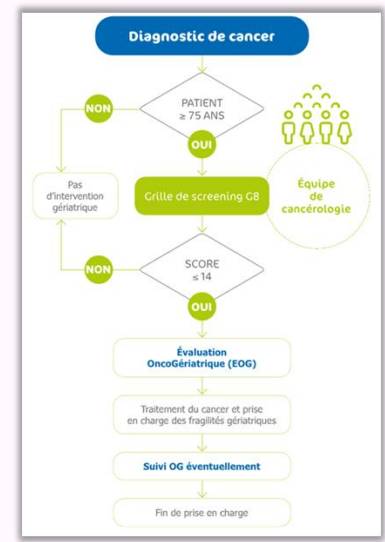 Diagnostic de cancer
PATIENT
≥ 75 ANS
NON
OUI
Pas
d'intervention
gériatrique
Grille de screening G8
Équipe
de
cancérologie
NON
SCORE
≤ 14
OUI
Évaluation
OncoGériatrique (EOG)
Traitement du cancer et prise
en charge des fragilités gériatriques
Suivi OG éventuellement
Fin de prise en charge